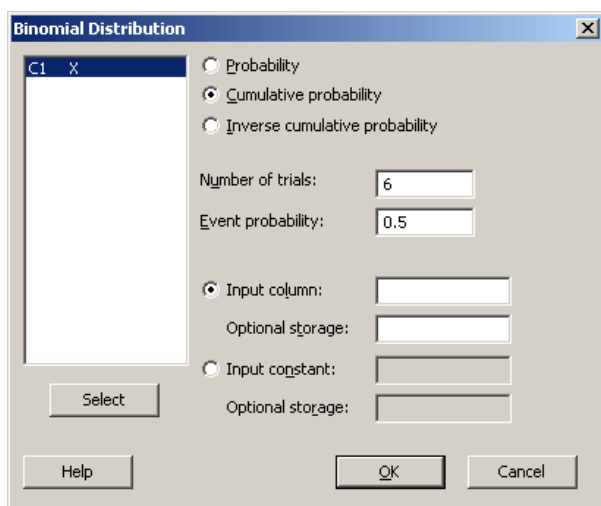 Binomial Distribution
C1 X
Probability
Cumulative probability
Inverse cumulative probability
Number of trials: 6
Event probability: 0.5
Input column:
Optional storage:
Input constant:
Optional storage:
Select
Help
OK
Cancel